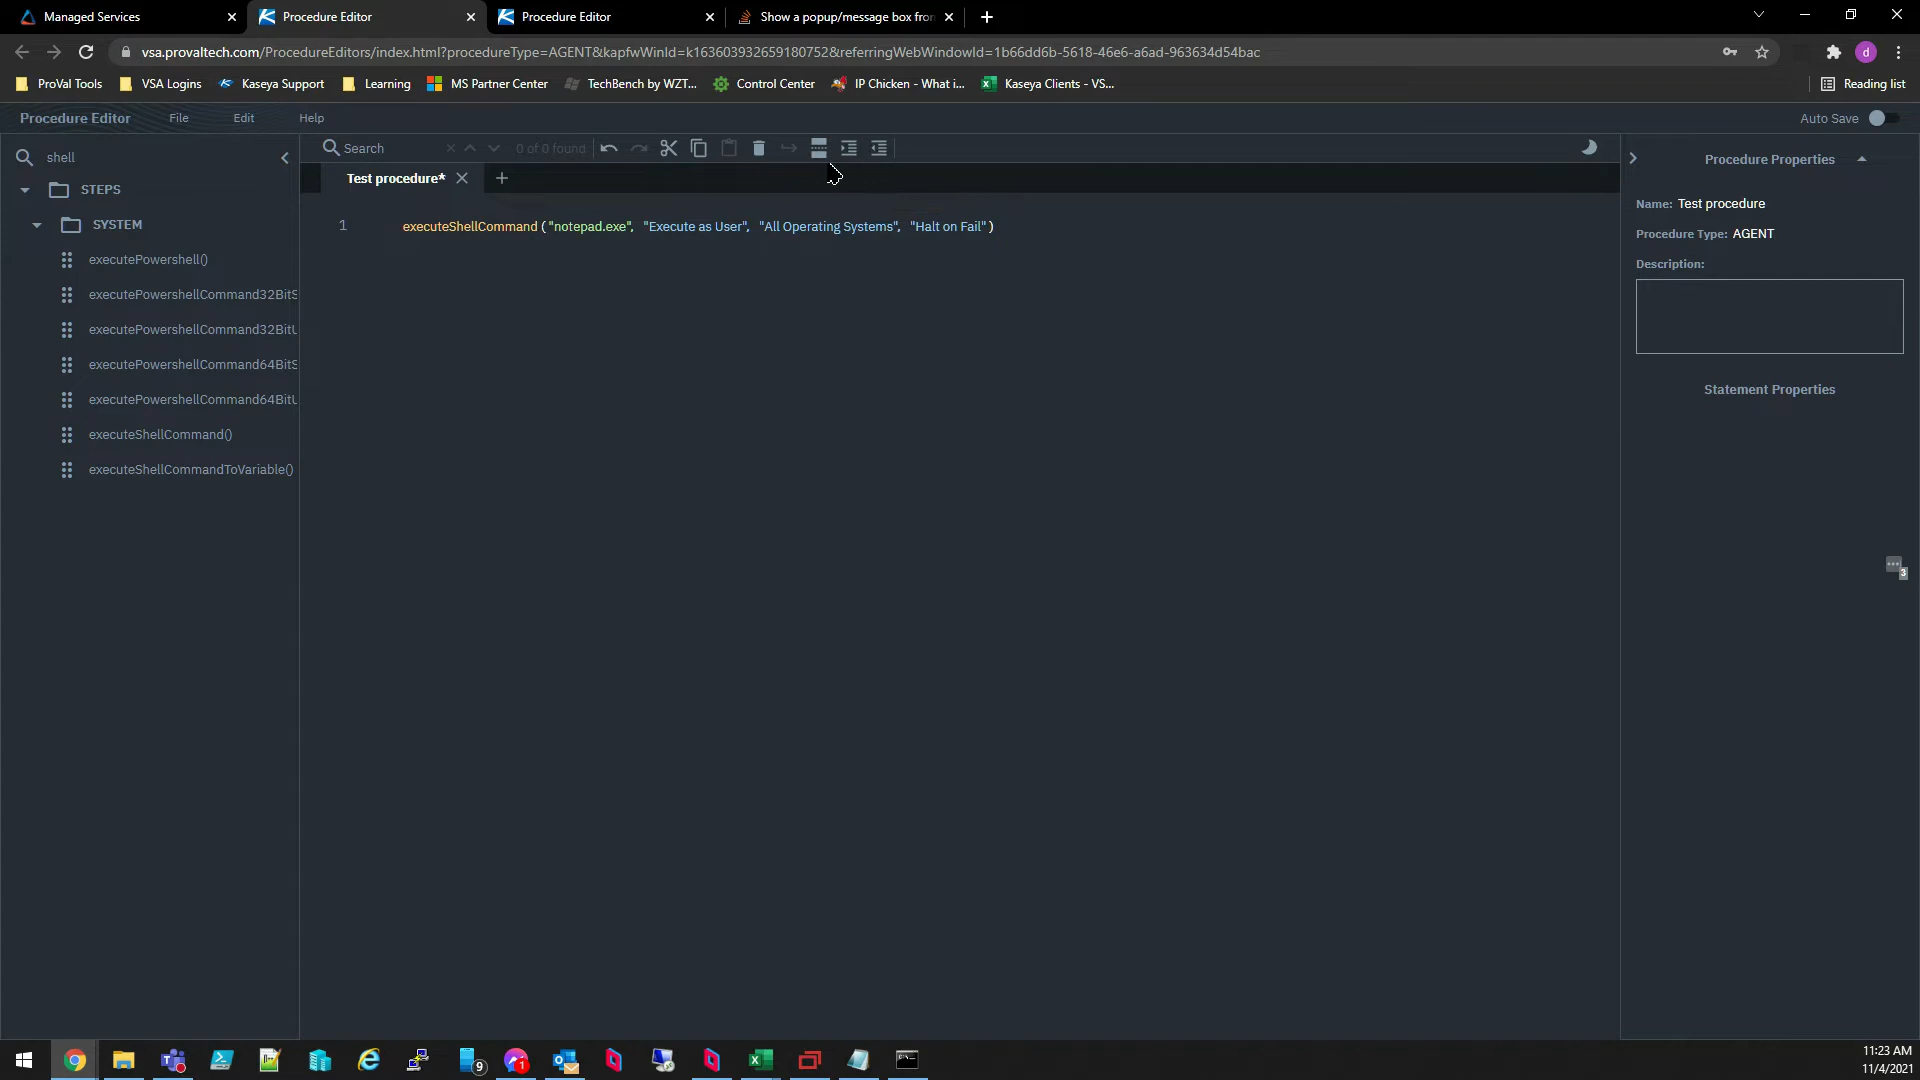 Managed Services
Procedure Editor
Procedure Editor
Show a popup/message box fro
vsa.provaltech.com/ProcedureEditors/index.html?procedureType=AGENT&kapfwWinId=k163603932659180752&referringWebWindowId=1b66dd6b-5618-46e6-a6ad-963634d54bac
d
ProVal Tools
VSA Logins
Kaseya Support
Learning
MS Partner Center
TechBench by WZT...
Control Center
IP Chicken - What i...
Kaseya Clients - VS...
Reading list
Procedure Editor
File
Edit
Help
Auto Save
shell
Search
0 of 0 found
Procedure Properties
STEPS
Test procedure*
SYSTEM
1
executeShellCommand ("notepad.exe", "Execute as User", "All Operating Systems", "Halt on Fail")
Name: Test procedure
Procedure Type: AGENT
Description:
executePowershell()
executePowershellCommand32BitS
executePowershellCommand32BitU
executePowershellCommand64BitS
executePowershellCommand64BitU
executeShellCommand()
executeShellCommandToVariable()
Statement Properties
3
9
1
11:23 AM
11/4/2021